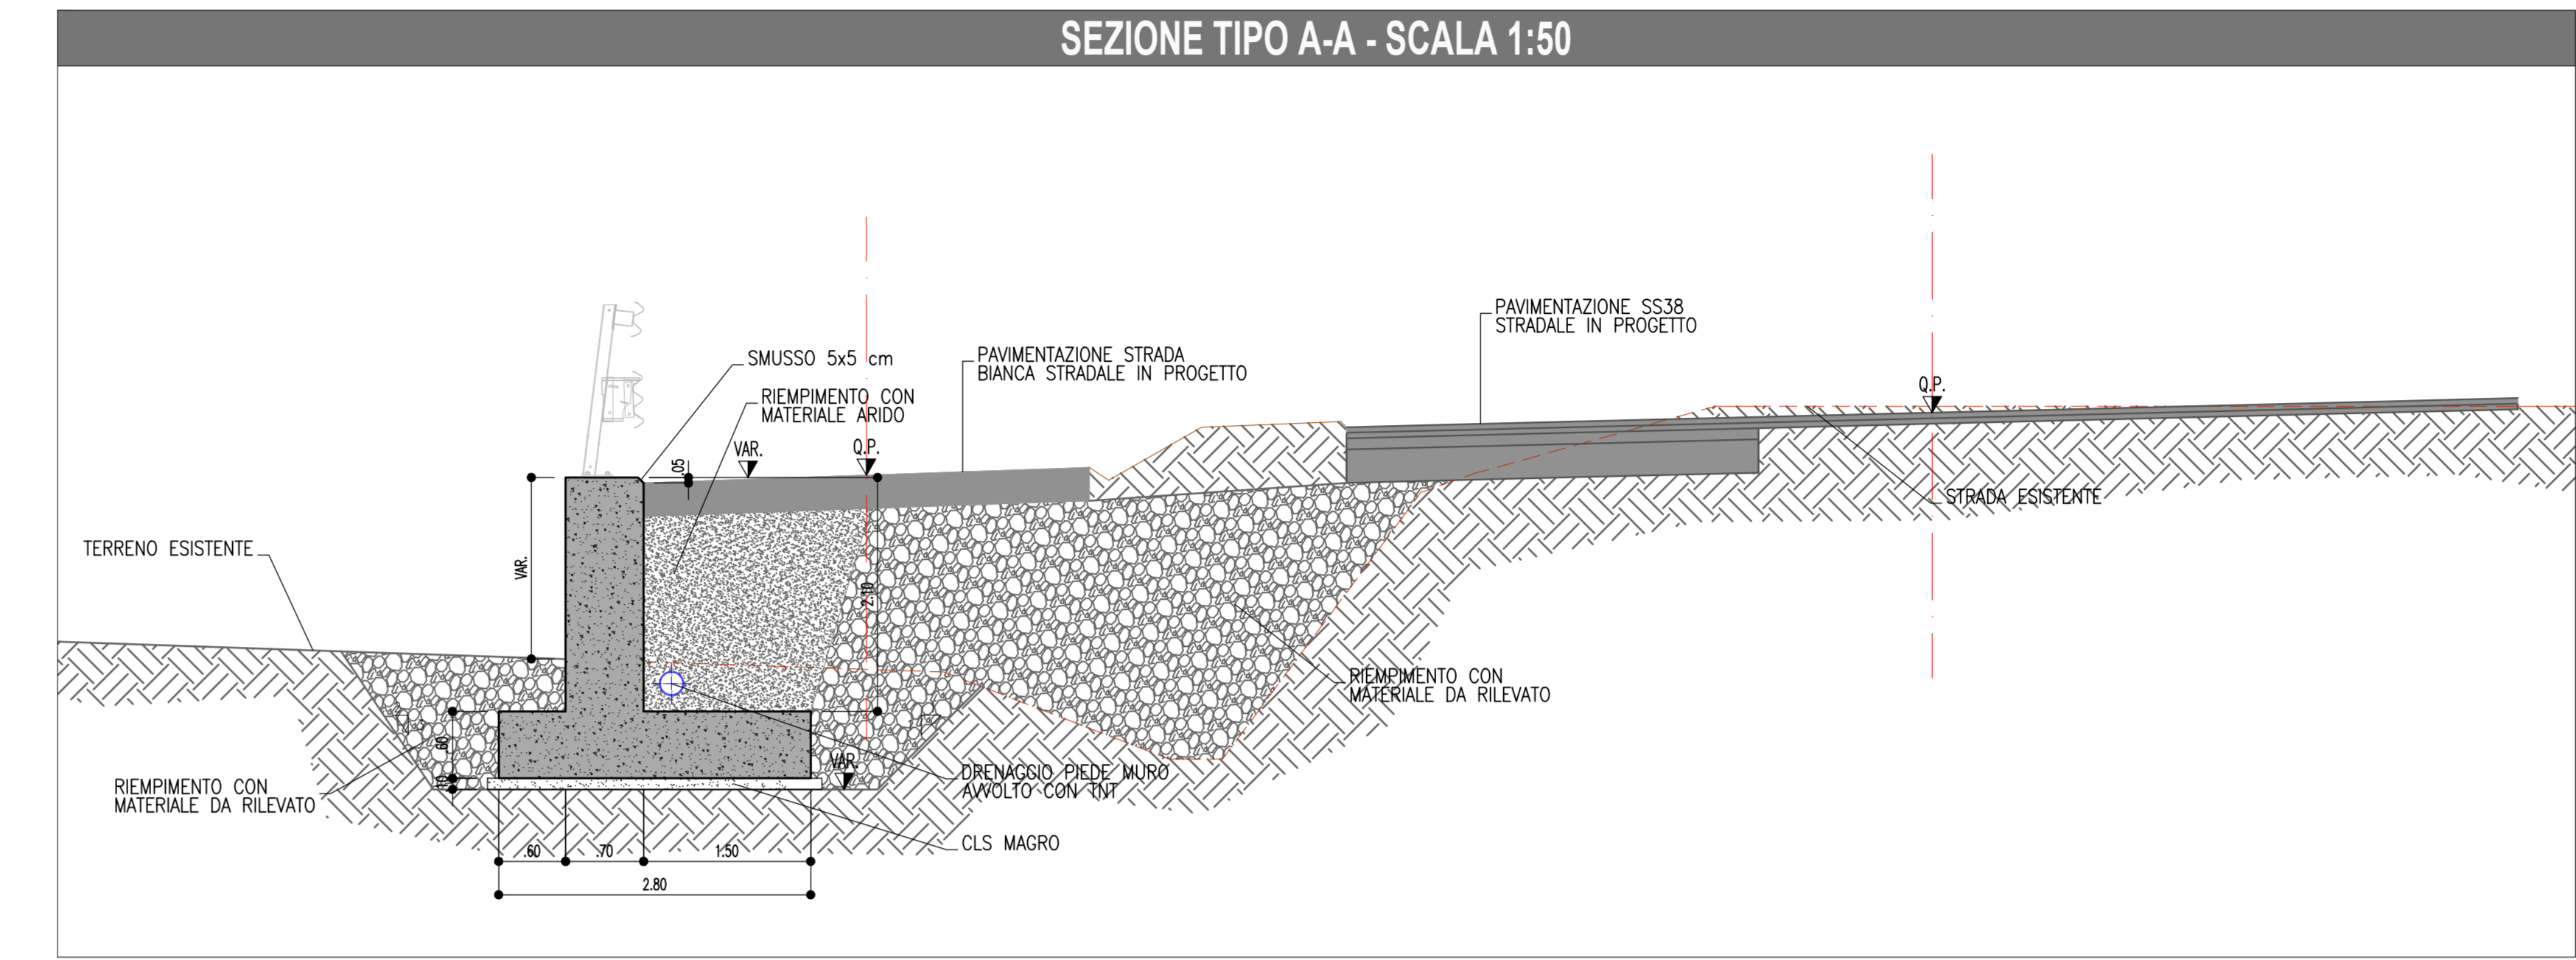 SEZIONE TIPO A-A - SCALA 1:50
PAVIMENTAZIONE SS38
STRADALE IN PROGETTO
SMUSSO 5x5 cm
PAVIMENTAZIONE STRADA
BIANCA STRADALE IN PROGETTO
RIEMPIMENTO CON
MATERIALE ARIDO
Q.P.
VAR.
Q.P.
.05
STRADA ESISTENTE
TERRENO ESISTENTE
VAR.
2.10
RIEMPIMENTO CON
MATERIALE DA RILEVATO
.60
VAR.
DRENAGGIO PIEDE MURO
AVVOLTO CON TNT
.10
RIEMPIMENTO CON
MATERIALE DA RILEVATO
CLS MAGRO
.60
.70
1.50
2.80